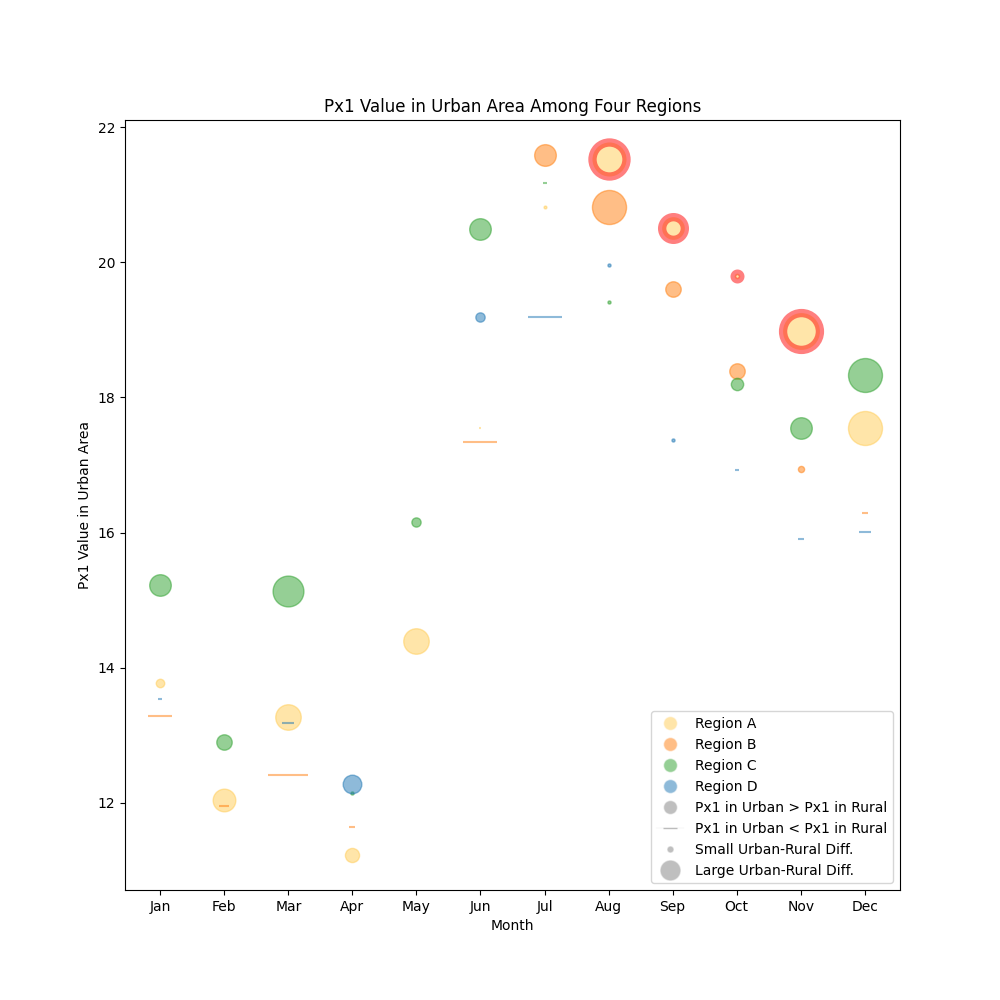 Px1 Value in Urban Area Among Four Regions
Px1 Value in Urban Area
22
20
18
16
14
12
Jan Feb Mar Apr May Jun Jul Aug Sep Oct Nov Dec
Month
Region A
Region B
Region C
Region D
Px1 in Urban > Px1 in Rural
Px1 in Urban < Px1 in Rural
Small Urban-Rural Diff.
Large Urban-Rural Diff.